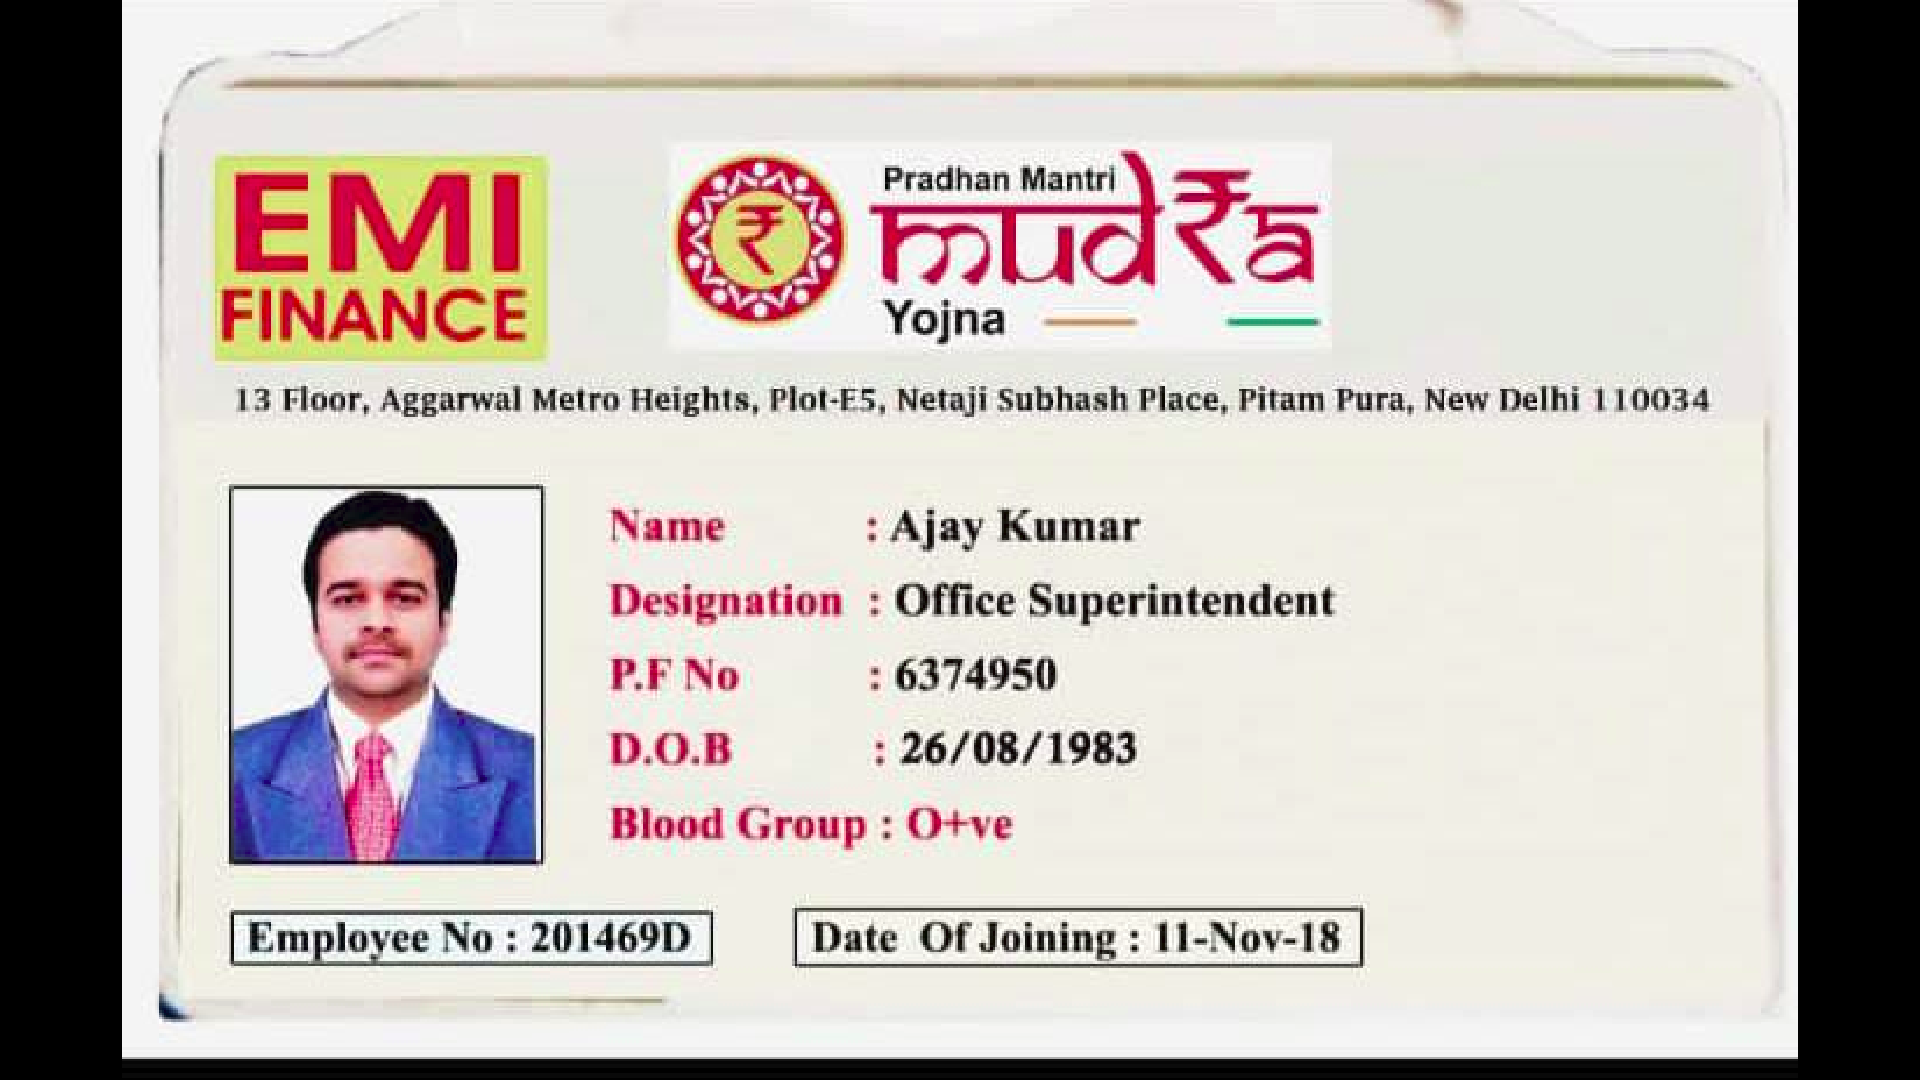 EMI
FINANCE
Pradhan Mantri
mudRa
Yojna
13 Floor, Aggarwal Metro Heights, Plot-E5, Netaji Subhash Place, Pitam Pura, New Delhi 110034
Name : Ajay Kumar
Designation : Office Superintendent
P.F No : 6374950
D.O.B : 26/08/1983
Blood Group : O+ve
Employee No : 201469D
Date Of Joining : 11-Nov-18